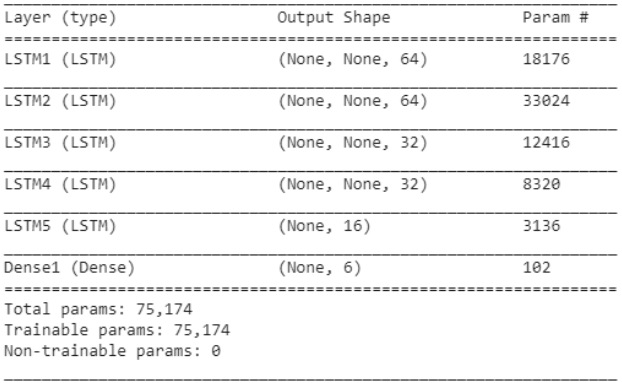 Layer (type) Output Shape Param #
LSTM1 (LSTM) (None, None, 64) 18176
LSTM2 (LSTM) (None, None, 64) 33024
LSTM3 (LSTM) (None, None, 32) 12416
LSTM4 (LSTM) (None, None, 32) 8320
LSTM5 (LSTM) (None, 16) 3136
Dense1 (Dense) (None, 6) 102
Total params: 75,174
Trainable params: 75,174
Non-trainable params: 0